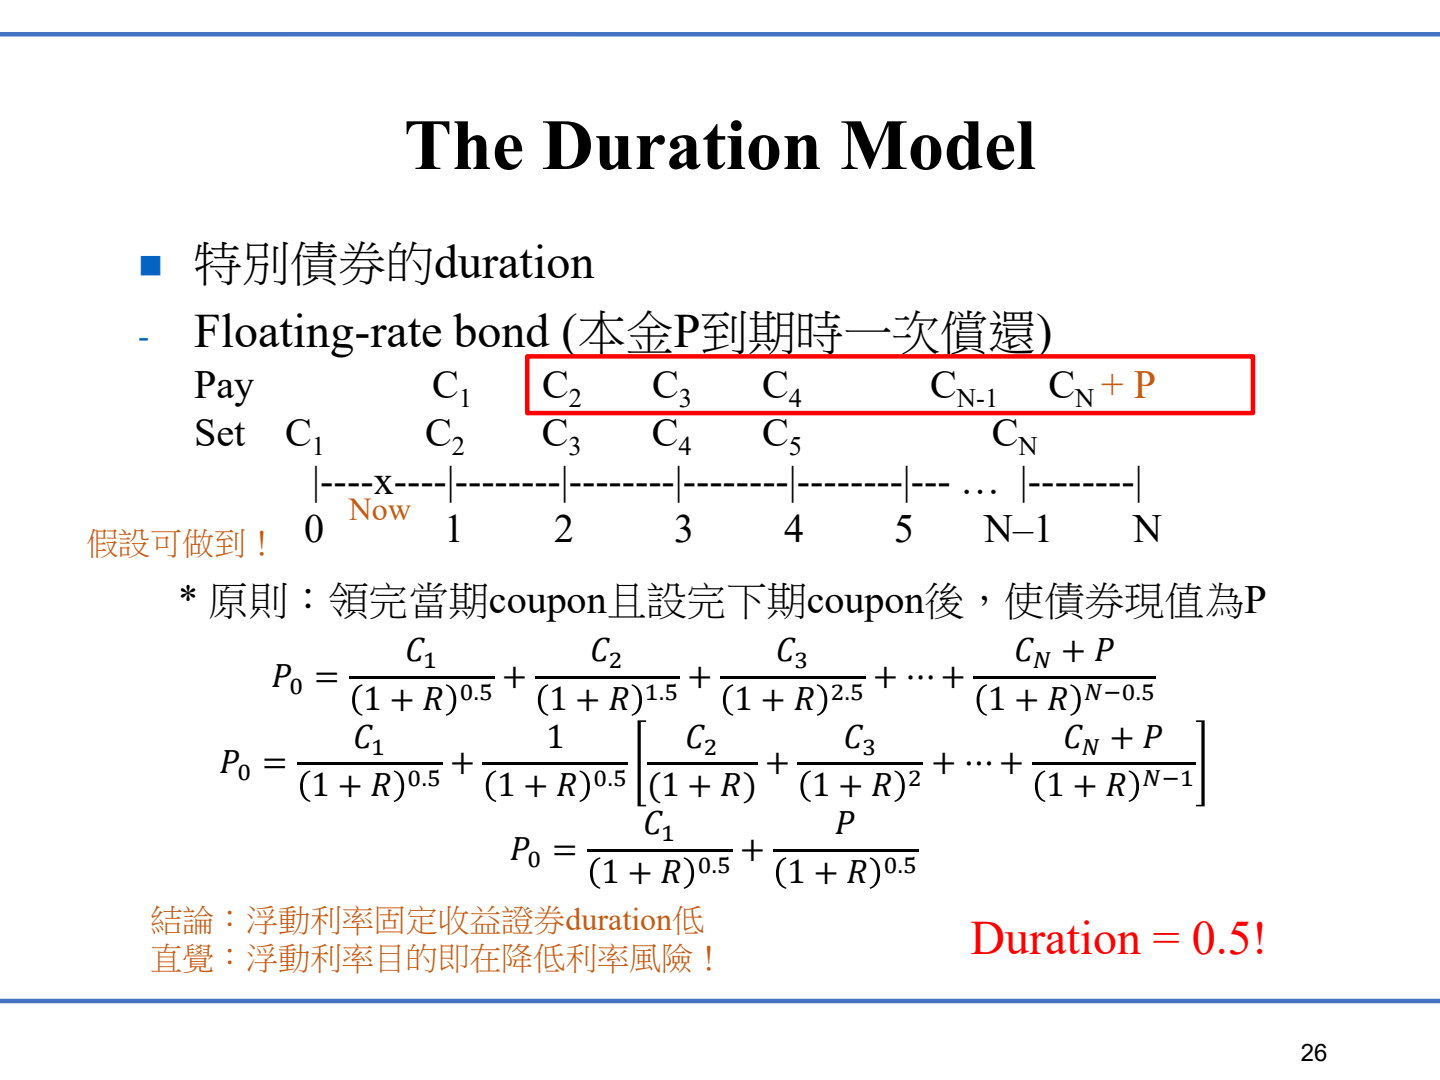 The Duration Model
■ 特別債券的duration
- Floating-rate bond (本金P到期時一次償還)
Pay C₁ C₂ C₃ C₄ C_{N-1} C_N + P
Set C₁ C₂ C₃ C₄ C₅ C_N
|----x----|--------|--------|--------|--------|--- … |--------|
Now
0 1 2 3 4 5 N–1 N
假設可做到！
* 原則：領完當期coupon且設完下期coupon後，使債券現值為P
P₀ = C₁/(1 + R)^{0.5} + C₂/(1 + R)^{1.5} + C₃/(1 + R)^{2.5} + ⋯ + (C_N + P)/(1 + R)^{N−0.5}
P₀ = C₁/(1 + R)^{0.5} + 1/(1 + R)^{0.5} [C₂/(1 + R) + C₃/(1 + R)² + ⋯ + (C_N + P)/(1 + R)^{N−1}]
P₀ = C₁/(1 + R)^{0.5} + P/(1 + R)^{0.5}
結論：浮動利率固定收益證券duration低
直覺：浮動利率目的即在降低利率風險！
Duration = 0.5!
26